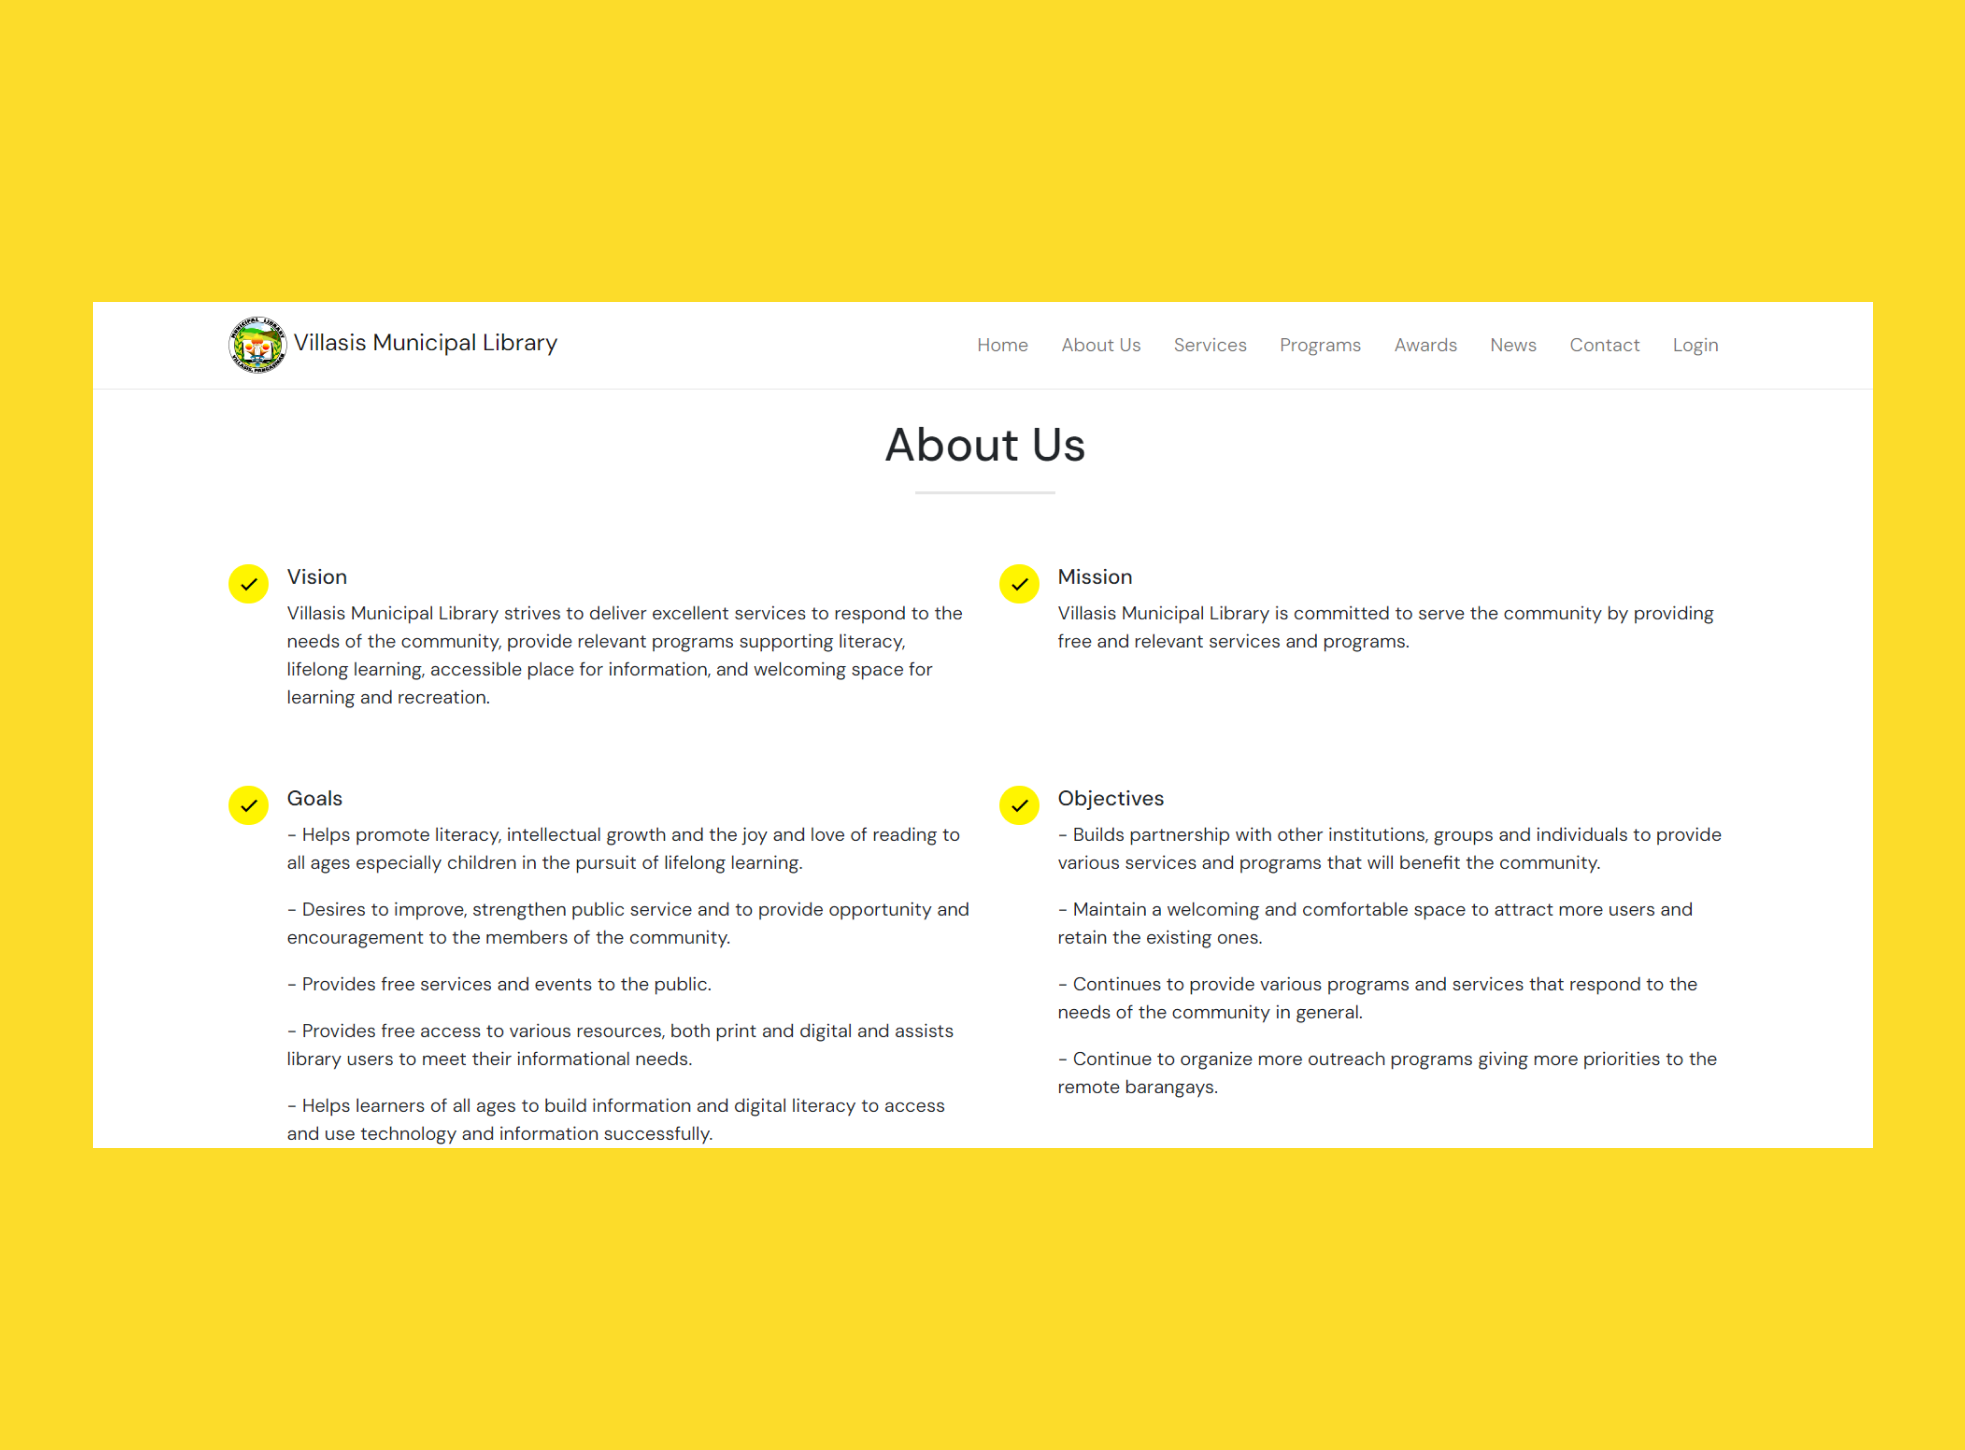 MUNICIPAL LIBRARY
VILLASIS, PANGASINAN
Villasis Municipal Library
Home About Us Services Programs Awards News Contact Login
About Us
Vision
Villasis Municipal Library strives to deliver excellent services to respond to the
needs of the community, provide relevant programs supporting literacy,
lifelong learning, accessible place for information, and welcoming space for
learning and recreation.
Mission
Villasis Municipal Library is committed to serve the community by providing
free and relevant services and programs.
Goals
- Helps promote literacy, intellectual growth and the joy and love of reading to
all ages especially children in the pursuit of lifelong learning.
- Desires to improve, strengthen public service and to provide opportunity and
encouragement to the members of the community.
- Provides free services and events to the public.
- Provides free access to various resources, both print and digital and assists
library users to meet their informational needs.
- Helps learners of all ages to build information and digital literacy to access
and use technology and information successfully.
Objectives
- Builds partnership with other institutions, groups and individuals to provide
various services and programs that will benefit the community.
- Maintain a welcoming and comfortable space to attract more users and
retain the existing ones.
- Continues to provide various programs and services that respond to the
needs of the community in general.
- Continue to organize more outreach programs giving more priorities to the
remote barangays.